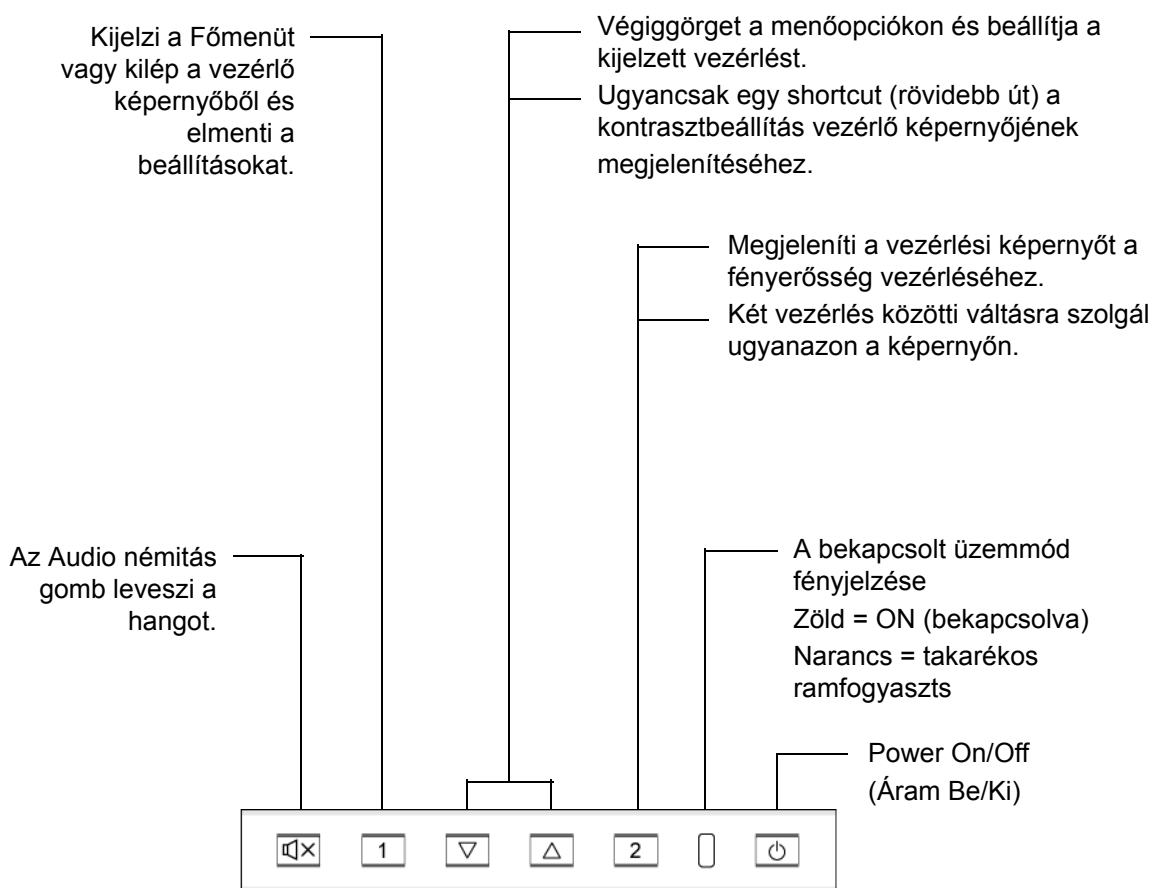 Kijelzi a Főmenüt
vagy kilép a vezérlő
képernyőből és
elmenti a
beállításokat.
Végiggörget a menőopciókon és beállítja a
kijelzett vezérlést.
Ugyancsak egy shortcut (rövidebb út) a
kontrasztbeállítás vezérlő képernyőjének
megjelenítéséhez.
Megjeleníti a vezérlési képernyőt a
fényerősség vezérléséhez.
Két vezérlés közötti váltásra szolgál
ugyanazon a képernyőn.
Az Audio némitás
gomb leveszi a
hangot.
A bekapcsolt üzemmód
fényjelzése
Zöld = ON (bekapcsolva)
Narancs = takarékos
ramfogyaszts
Power On/Off
(Áram Be/Ki)
1 2